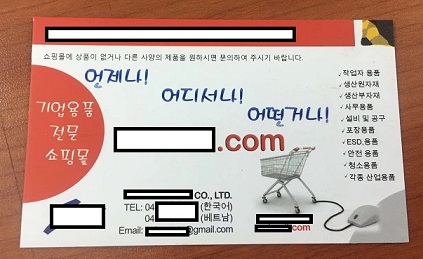 쇼핑몰에 상품이 없거나 다른 사양의 제품을 원하시면 문의하여 주시기 바랍니다.
언제나!
어디서나!
어떨거나!
기업용품
전문
쇼핑몰
.com
✓작업자 용품
✓생산원자재
✓생산부자재
✓사무용품
✓설비 및 공구
✓포장용품
✓ESD,용품
✓안전 용품
✓청소용품
✓각종 산업용품
CO., LTD.
TEL: 04 (한국어)
04 (베트남)
Email: @gmail.com
.com